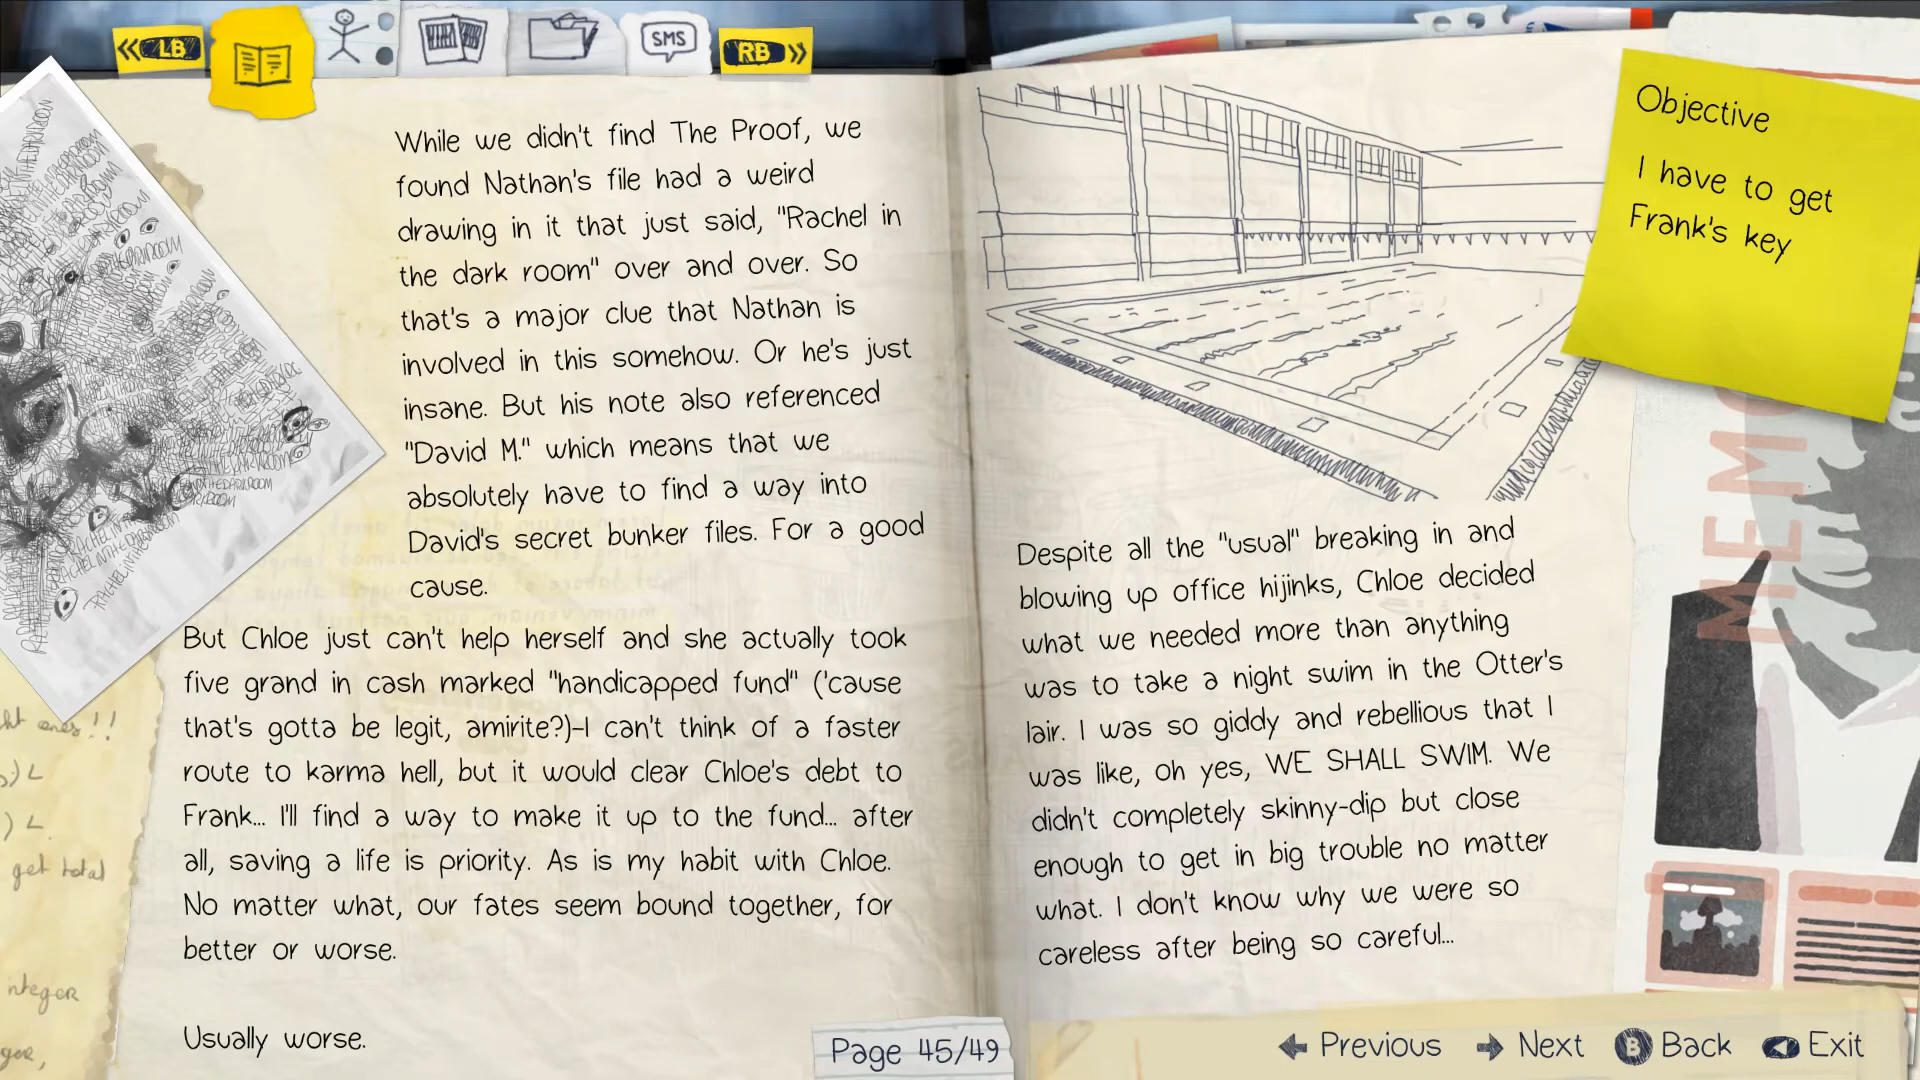 LB
SMS
RB
While we didn't find The Proof, we
found Nathan's file had a weird
drawing in it that just said, "Rachel in
the dark room" over and over. So
that's a major clue that Nathan is
involved in this somehow. Or he's just
insane. But his note also referenced
"David M." which means that we
absolutely have to find a way into
David's secret bunker files. For a good
cause.
But Chloe just can't help herself and she actually took
five grand in cash marked "handicapped fund" ('cause
that's gotta be legit, amirite?)–I can't think of a faster
route to karma hell, but it would clear Chloe's debt to
Frank... I'll find a way to make it up to the fund... after
all, saving a life is priority. As is my habit with Chloe.
No matter what, our fates seem bound together, for
better or worse.
Usually worse.
Page 45/49
Despite all the "usual" breaking in and
blowing up office hijinks, Chloe decided
what we needed more than anything
was to take a night swim in the Otter's
lair. I was so giddy and rebellious that I
was like, oh yes, WE SHALL SWIM. We
didn't completely skinny-dip but close
enough to get in big trouble no matter
what. I don't know why we were so
careless after being so careful...
Objective
I have to get
Frank's key
get total
integer
Previous
Next
B
Back
Exit